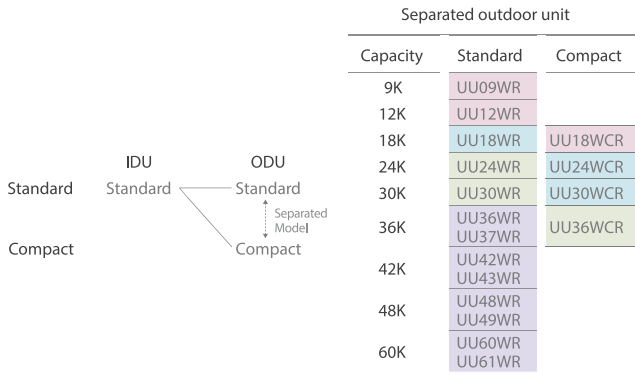 Separated outdoor unit
Capacity Standard Compact
9K UU09WR
12K UU12WR
18K UU18WR UU18WCR
24K UU24WR UU24WCR
30K UU30WR UU30WCR
36K UU36WR UU36WCR
UU37WR
42K UU42WR
UU43WR
48K UU48WR
UU49WR
60K UU60WR
UU61WR
IDU ODU
Standard Standard Standard
Separated
Model
Compact Compact